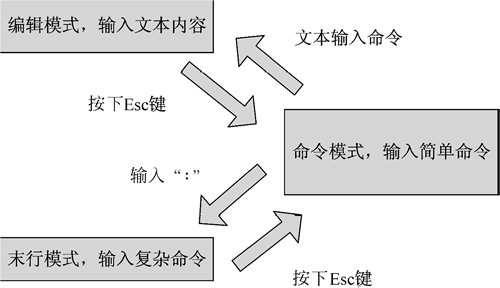 编辑模式，输入文本内容
文本输入命令
按下Esc键
命令模式，输入简单命令
输入“:”
末行模式，输入复杂命令
按下Esc键